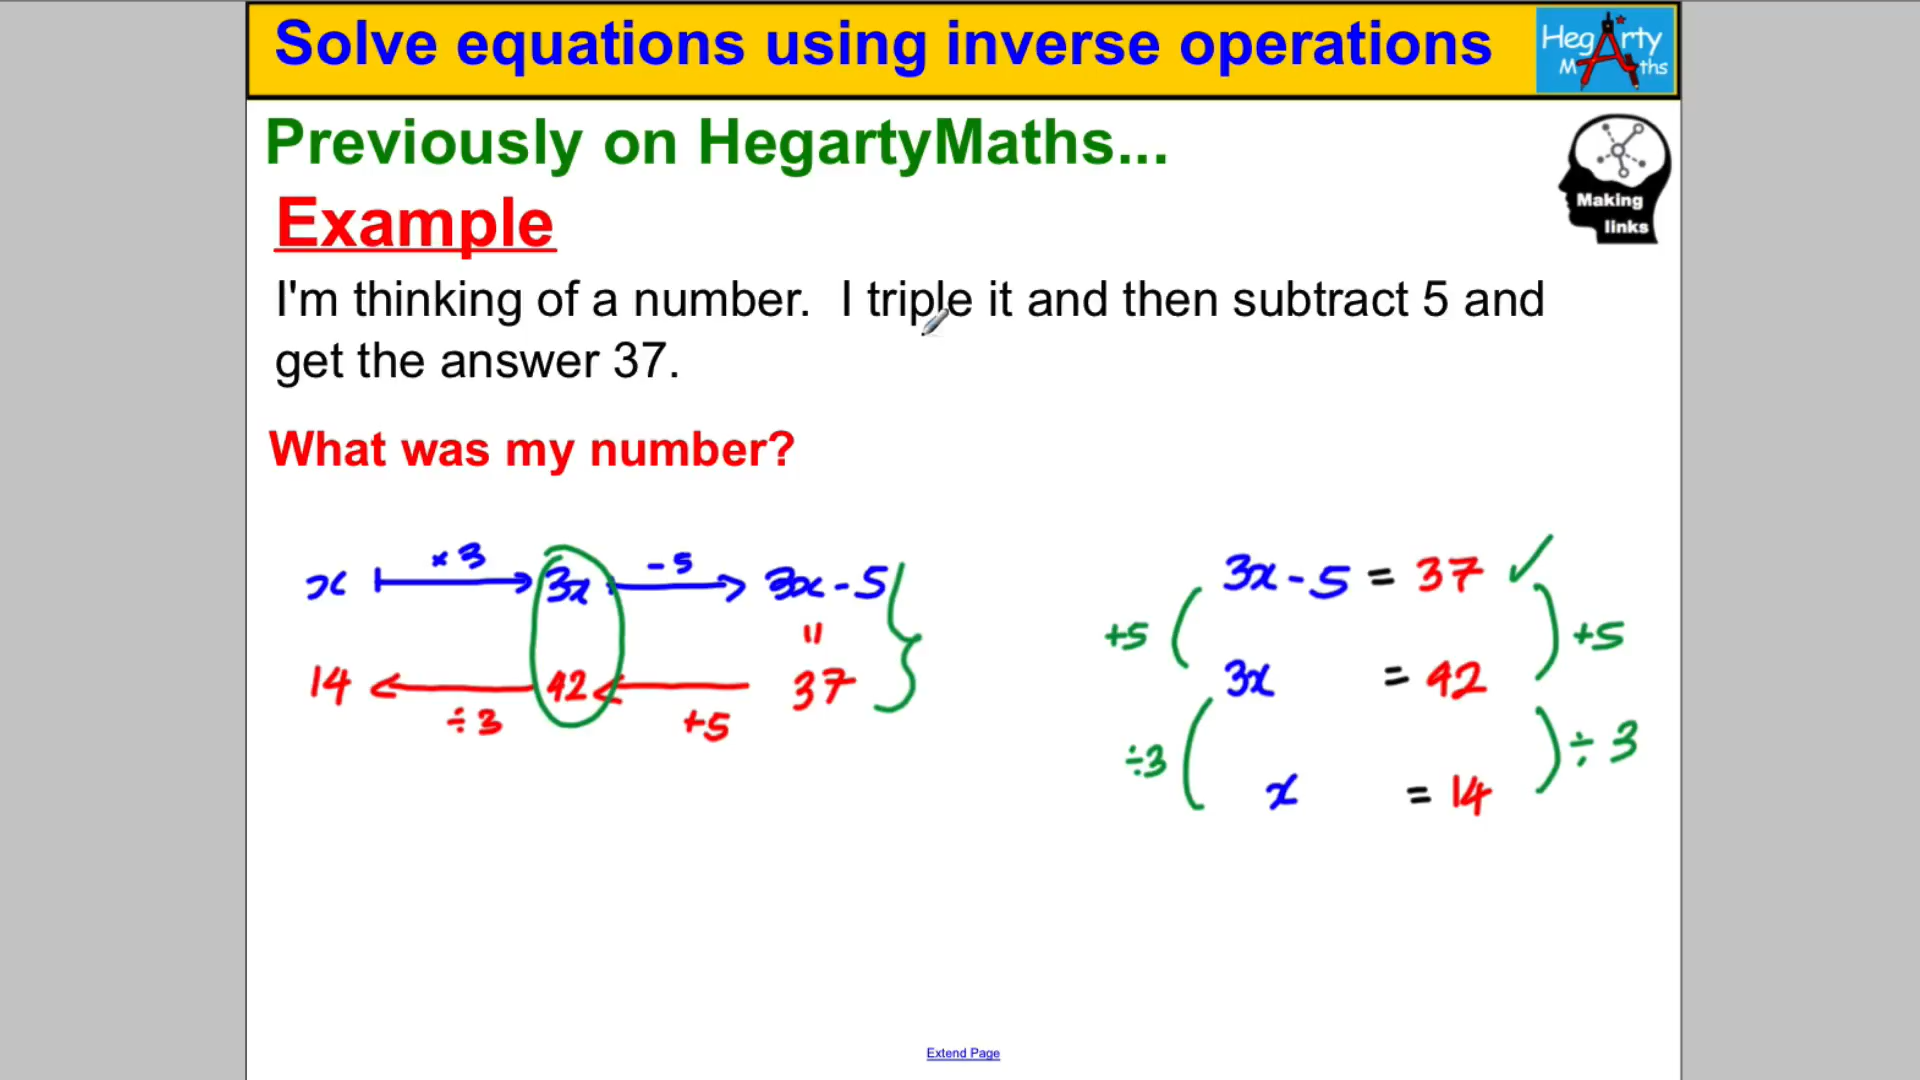 Solve equations using inverse operations
HegArty
Maths
Previously on HegartyMaths...
Making
links
Example
I'm thinking of a number.  I triple it and then subtract 5 and
get the answer 37.
What was my number?
x × 3 3x - 5 3x - 5
=
14 ÷ 3 42 +5 37
3x - 5 = 37 ✓
+5 +5
3x = 42
÷3 ÷ 3
x = 14
Extend Page